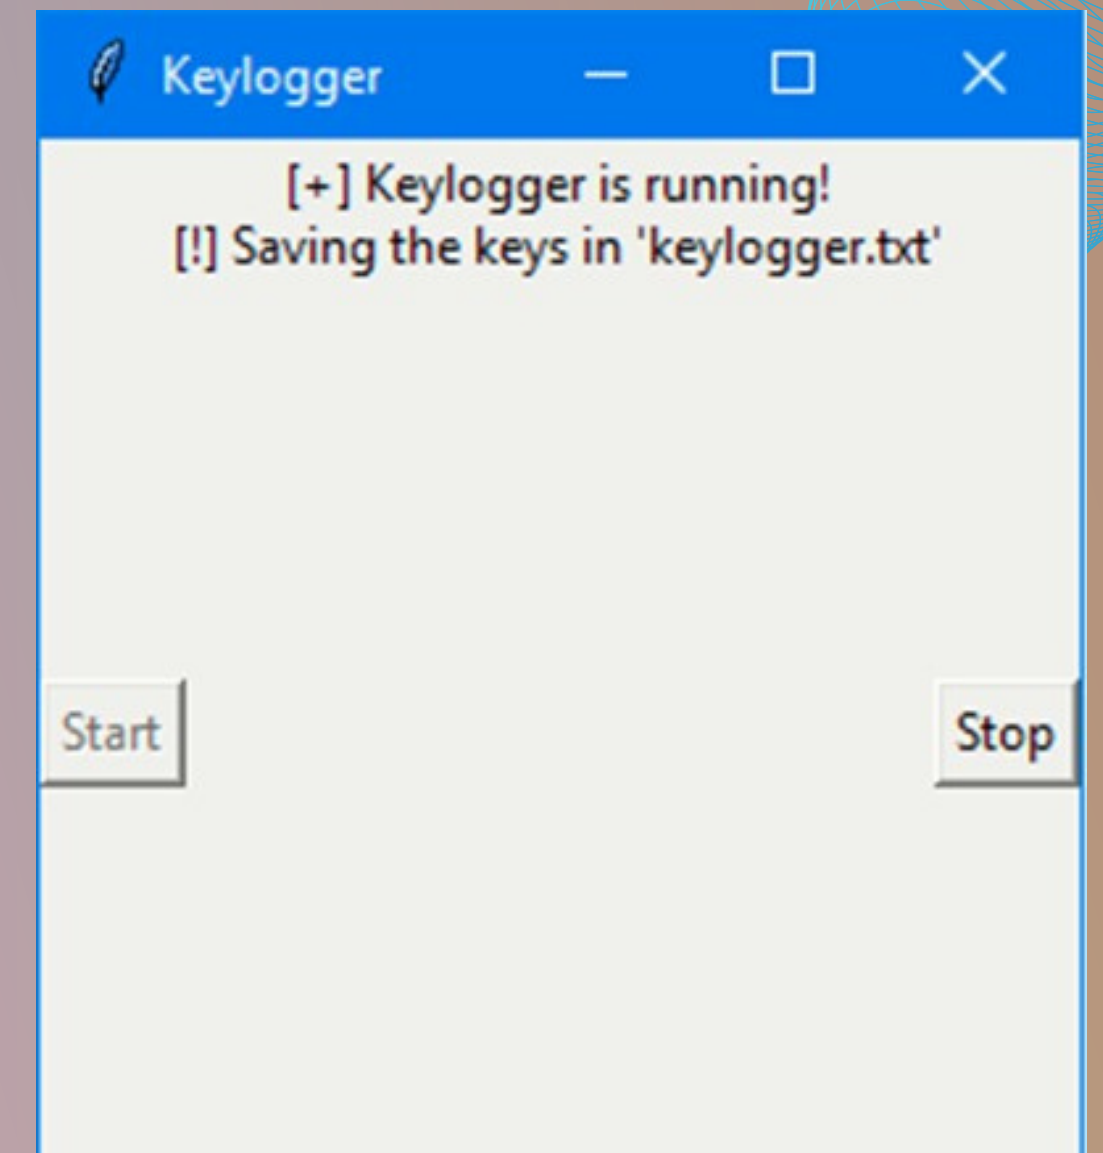 Keylogger
[+] Keylogger is running!
[!] Saving the keys in 'keylogger.txt'
Start
Stop